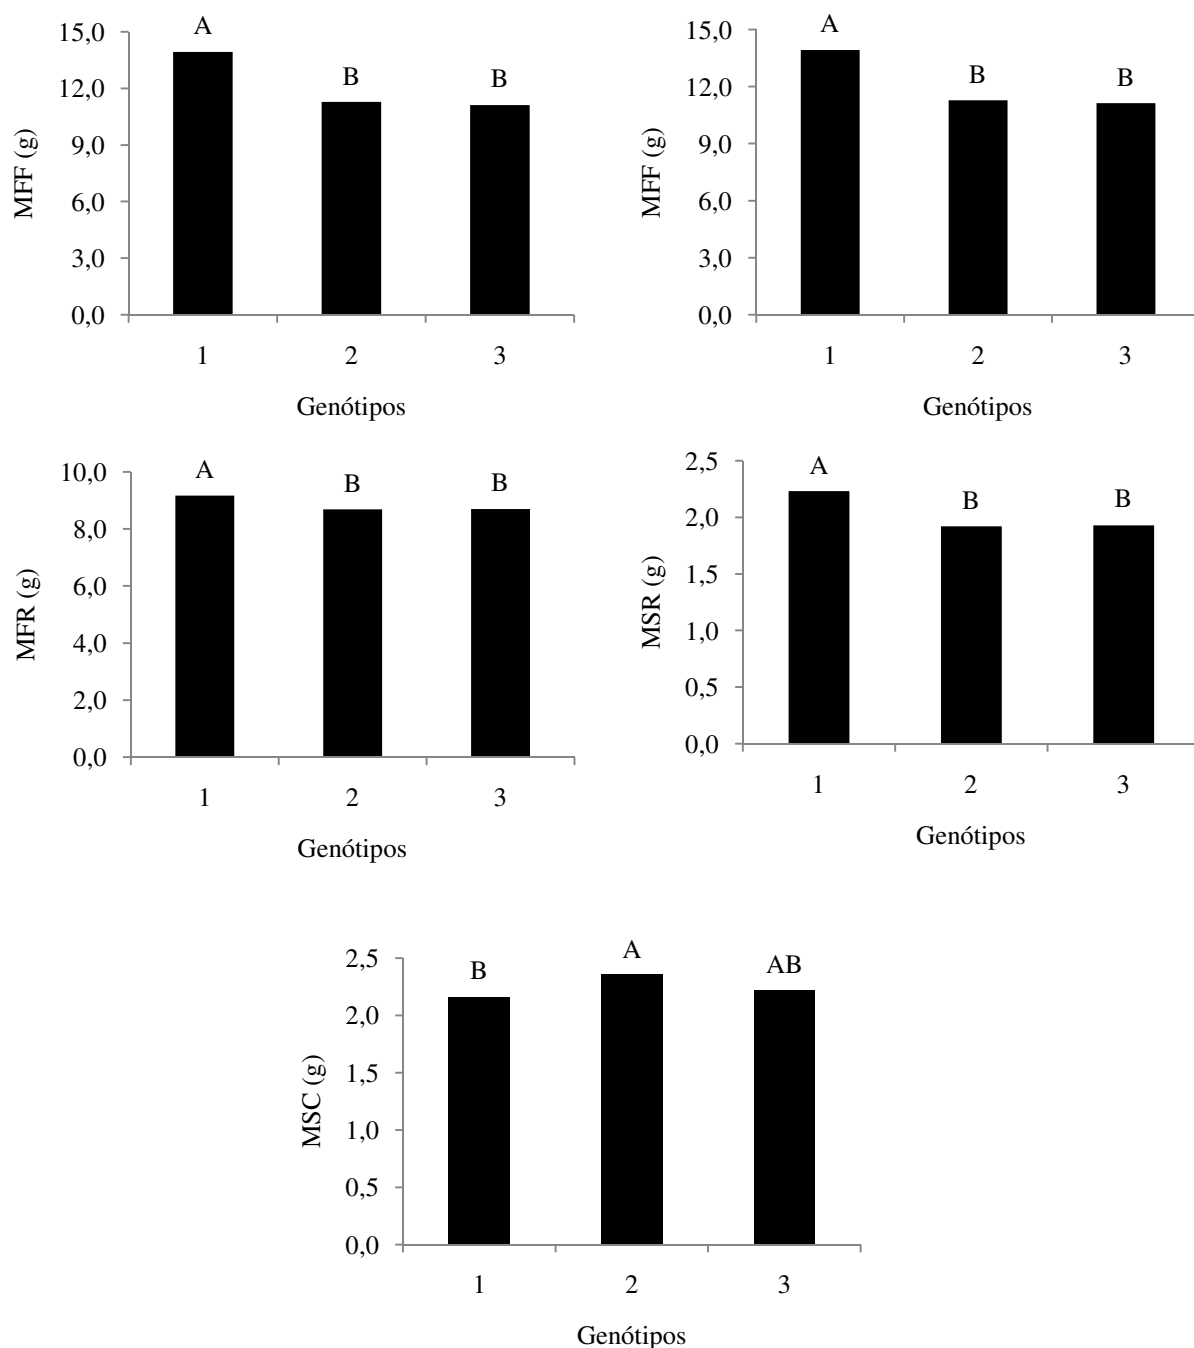 A
15,0
B
B
12,0
9,0
6,0
3,0
0,0
MFF (g)
1 2 3
Genótipos
A
15,0
B
B
12,0
9,0
6,0
3,0
0,0
MFF (g)
1 2 3
Genótipos
A
10,0
B
B
8,0
6,0
4,0
2,0
0,0
MFR (g)
1 2 3
Genótipos
A
2,5
B
B
2,0
1,5
1,0
0,5
0,0
MSR (g)
1 2 3
Genótipos
B
A
AB
2,5
2,0
1,5
1,0
0,5
0,0
MSC (g)
1 2 3
Genótipos